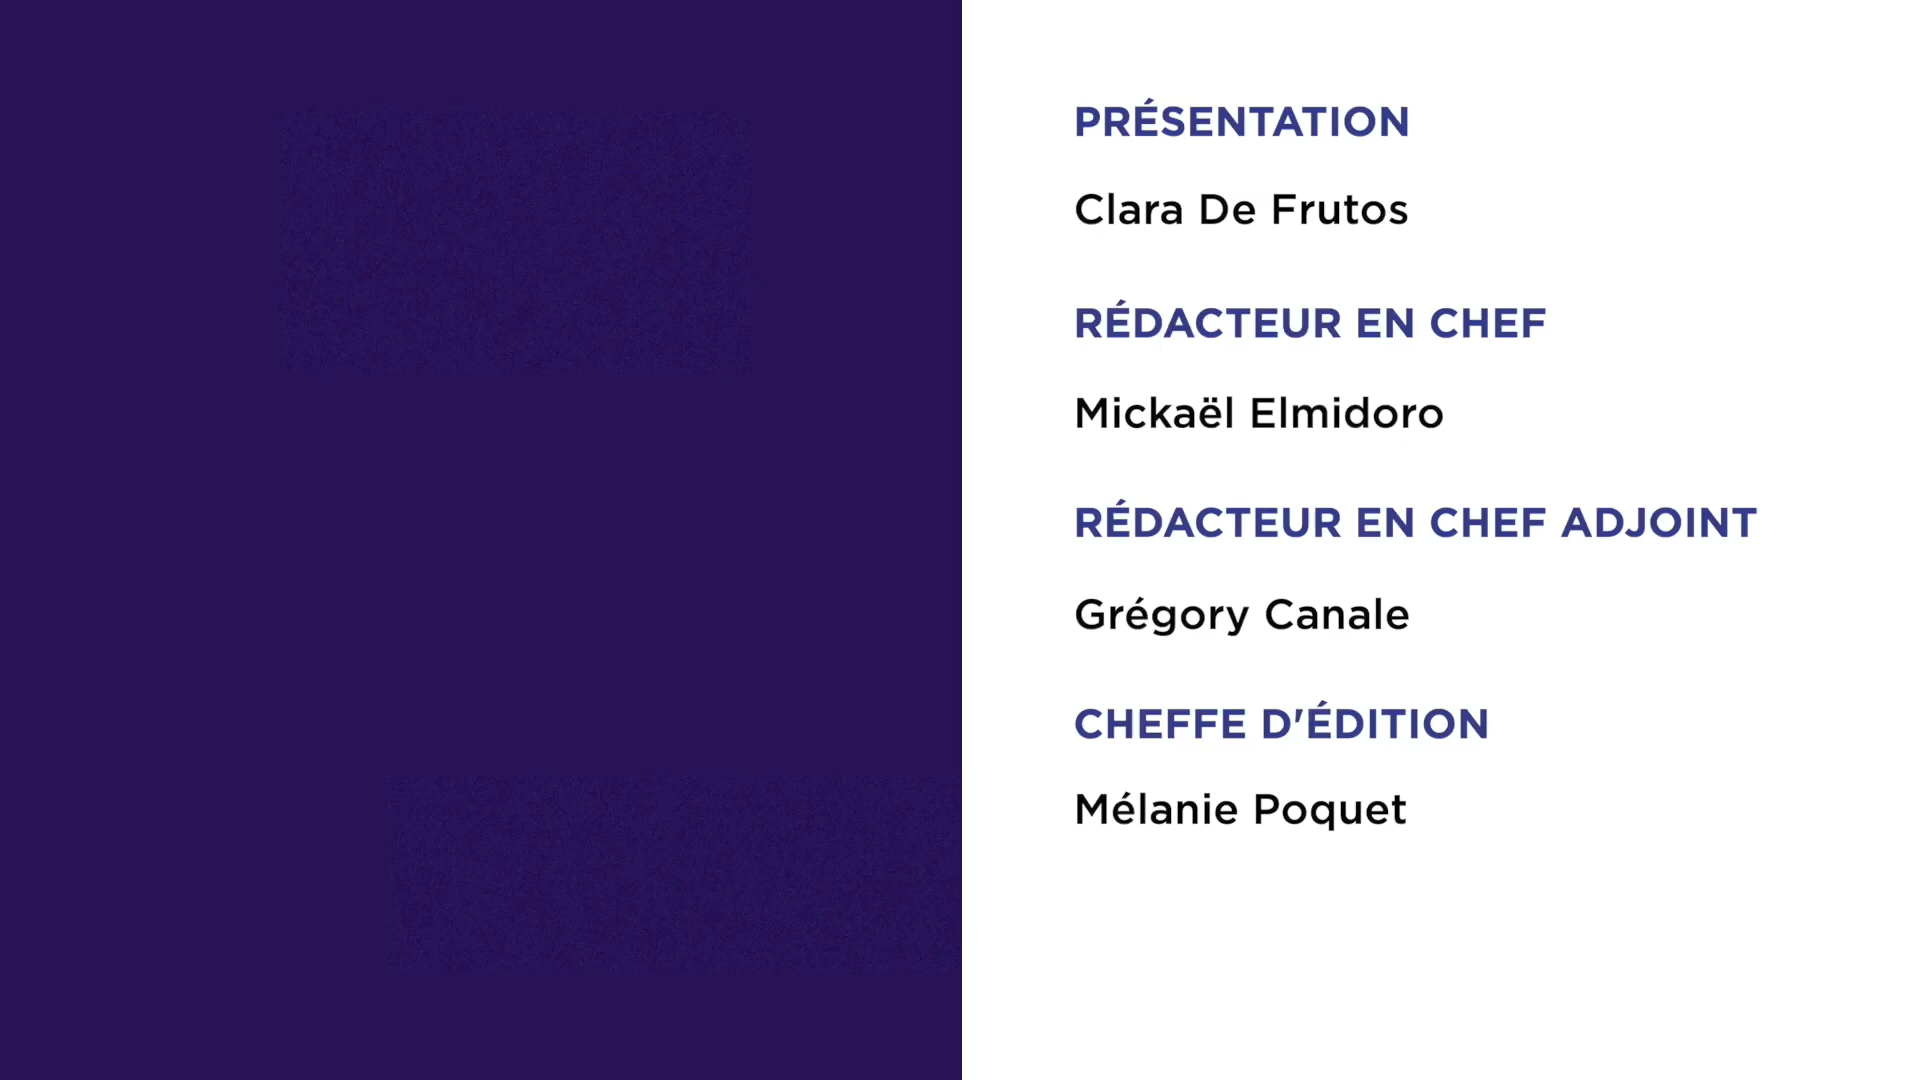 PRÉSENTATION
Clara De Frutos
RÉDACTEUR EN CHEF
Mickaël Elmidoro
RÉDACTEUR EN CHEF ADJOINT
Grégory Canale
CHEFFE D'ÉDITION
Mélanie Poquet